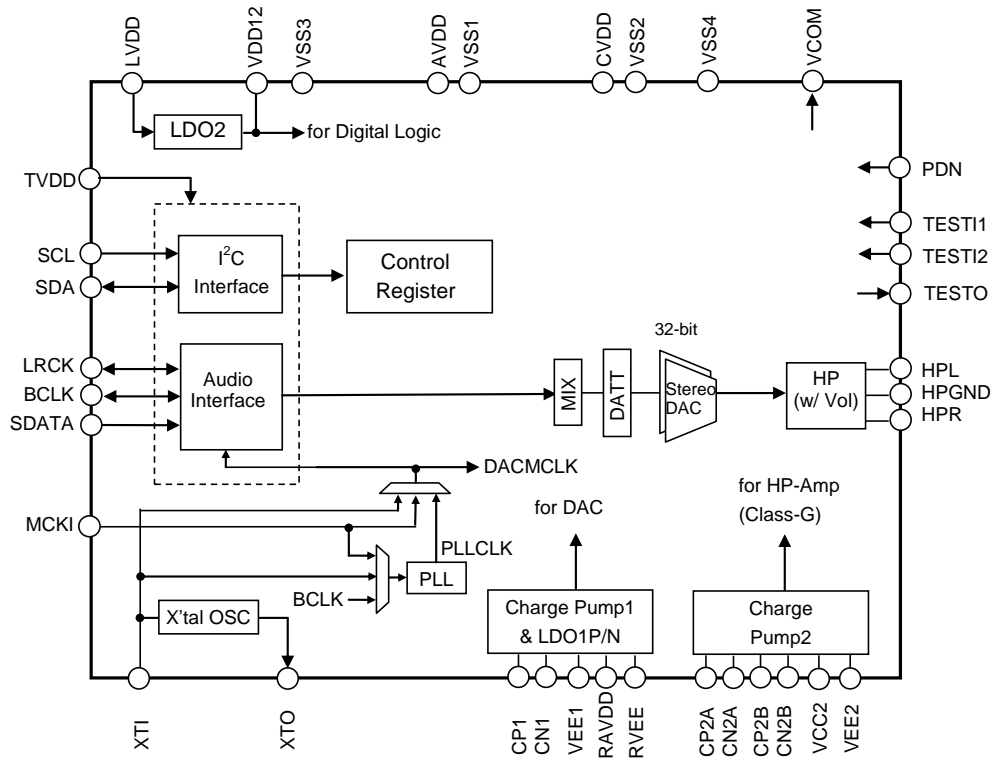 LVDD
VDD12
VSS3
AVDD
VSS1
CVDD
VSS2
VSS4
VCOM
LDO2
for Digital Logic
TVDD
PDN
TESTI1
TESTI2
TESTO
SCL
SDA
I²C
Interface
Control
Register
32-bit
LRCK
BCLK
SDATA
Audio
Interface
MIX
DATT
Stereo
DAC
HP
(w/ Vol)
HPL
HPGND
HPR
DACMCLK
MCKI
PLLCLK
PLL
BCLK
for DAC
for HP-Amp
(Class-G)
X'tal OSC
Charge Pump1
& LDO1P/N
Charge
Pump2
XTI
XTO
CP1
CN1
VEE1
RAVDD
RVEE
CP2A
CN2A
CP2B
CN2B
VCC2
VEE2